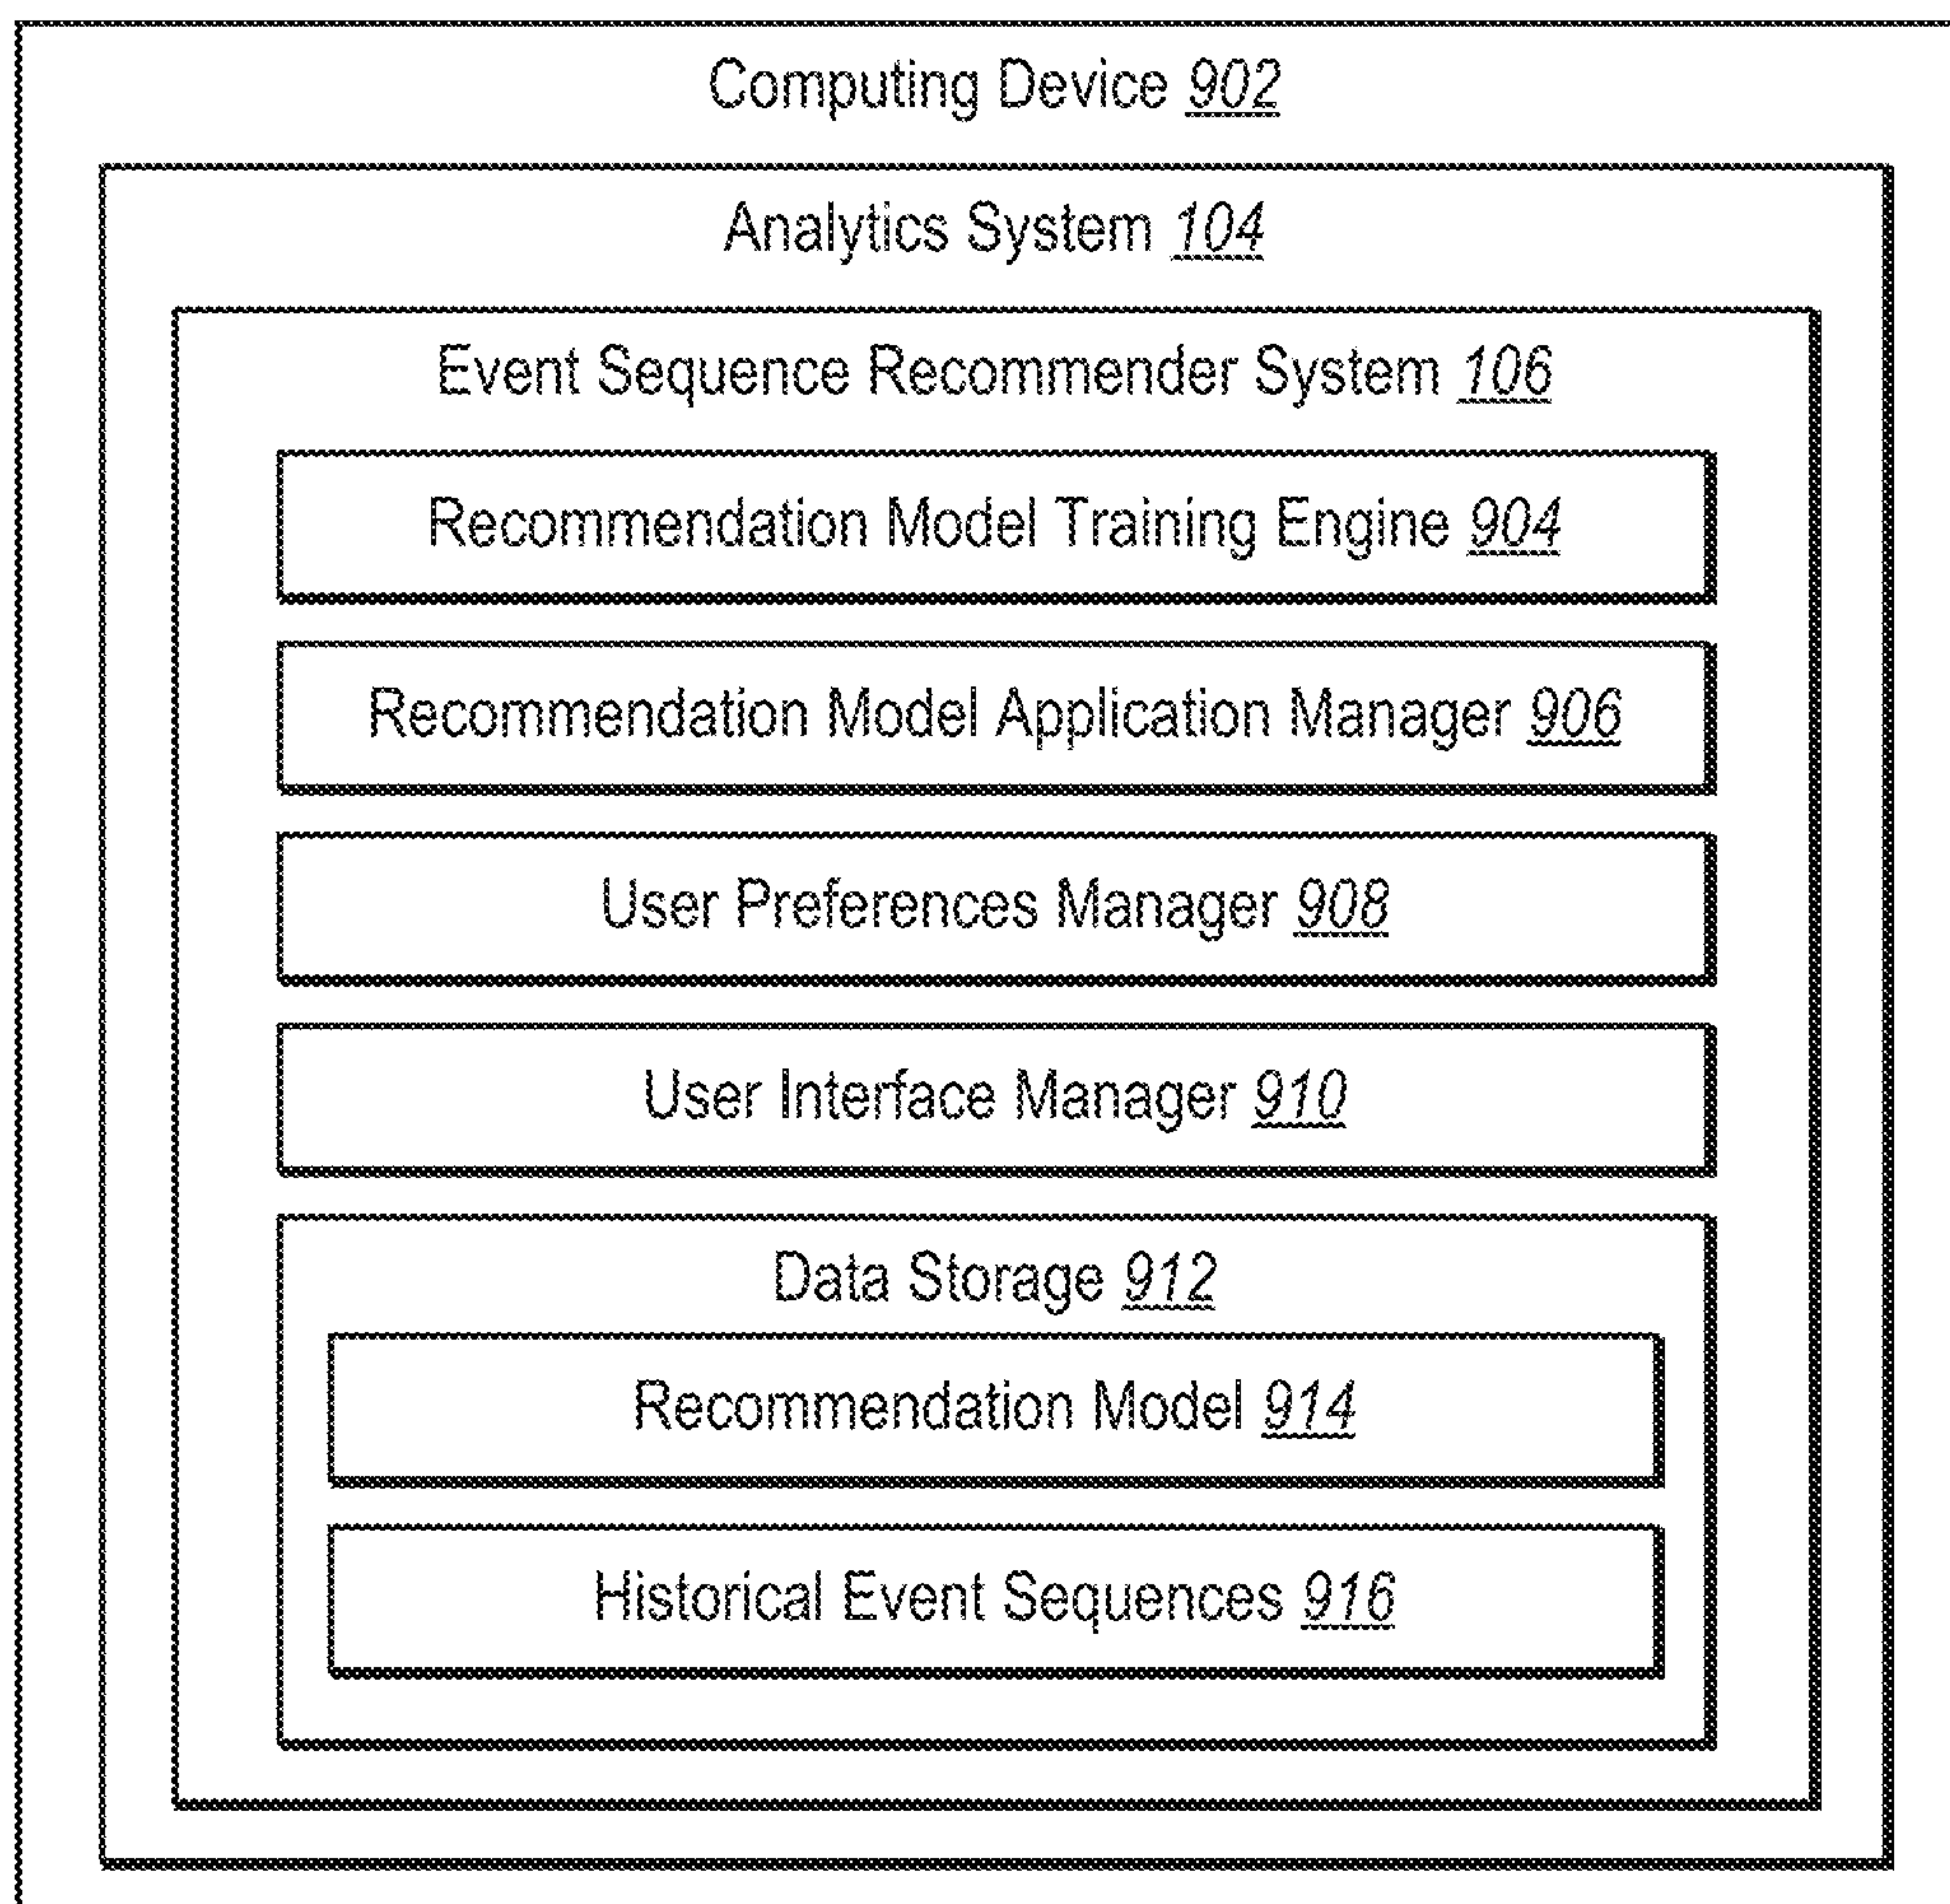 Computing Device 902
Analytics System 104
Event Sequence Recommender System 106
Recommendation Model Training Engine 904
Recommendation Model Application Manager 906
User Preferences Manager 908
User Interface Manager 910
Data Storage 912
Recommendation Model 914
Historical Event Sequences 916